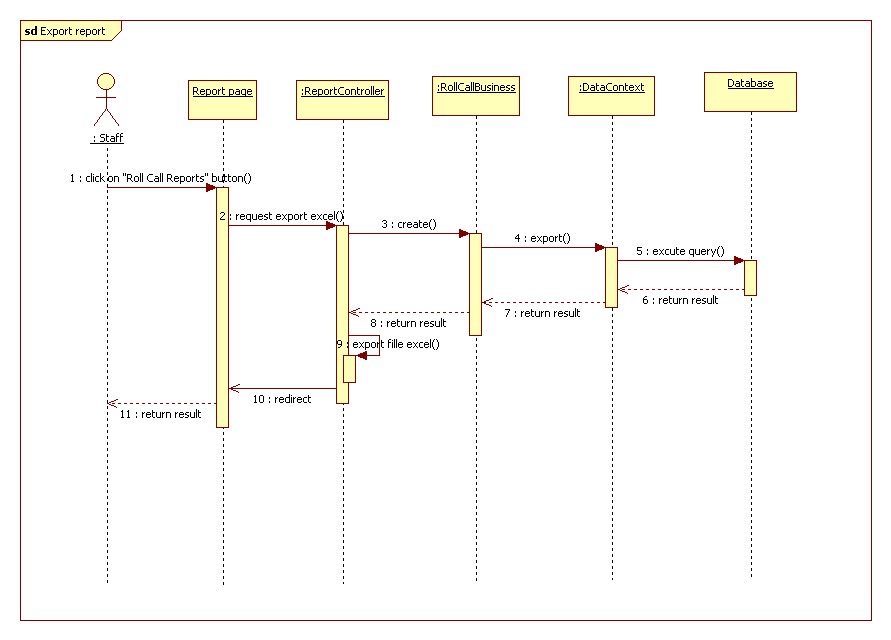 sd Export report
: Staff
Report page
:ReportController
:RollCallBusiness
:DataContext
Database
1 : click on "Roll Call Reports" button()
2 : request export excel()
3 : create()
4 : export()
5 : excute query()
6 : return result
7 : return result
8 : return result
9 : export fille excel()
10 : redirect
11 : return result